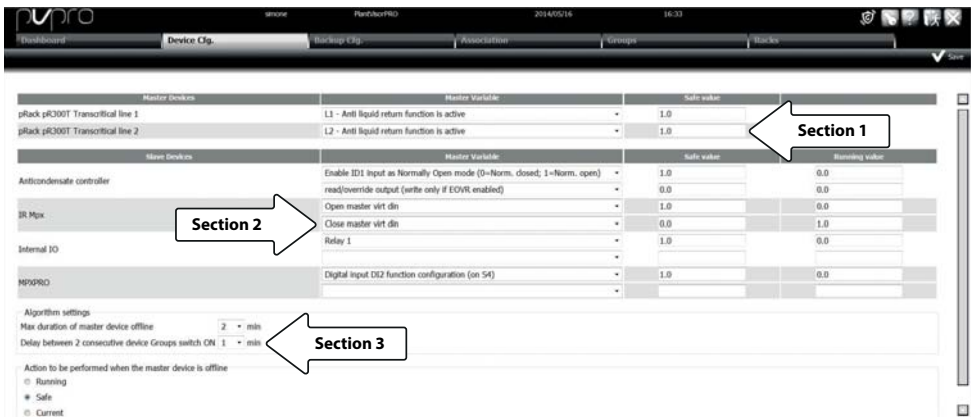 pvpro simone PlantVisorPRO 2014/05/16 16:33
Dashboard Device Cfg. Backup Cfg. Association Groups Racks
Save
Master Devices Master Variable Safe value
pRack pR300T Transcritical line 1 L1 - Anti liquid return function is active 1.0
pRack pR300T Transcritical line 2 L2 - Anti liquid return function is active 1.0
Section 1
Slave Devices Master Variable Safe value Running value
Anticondensate controller Enable ID1 Input as Normally Open mode (0=Norm. closed; 1=Norm. open) 1.0 0.0
read/override output (write only if EOVR enabled) 0.0 0.0
IR Mpx Open master virt din 1.0 0.0
Section 2 Close master virt din 0.0 1.0
Internal IO Relay 1 1.0 0.0
MPXPRO Digital input DI2 function configuration (on S4) 1.0 0.0
Algorithm settings
Max duration of master device offline 2 min
Delay between 2 consecutive device Groups switch ON 1 min
Section 3
Action to be performed when the master device is offline
Running
Safe
Current